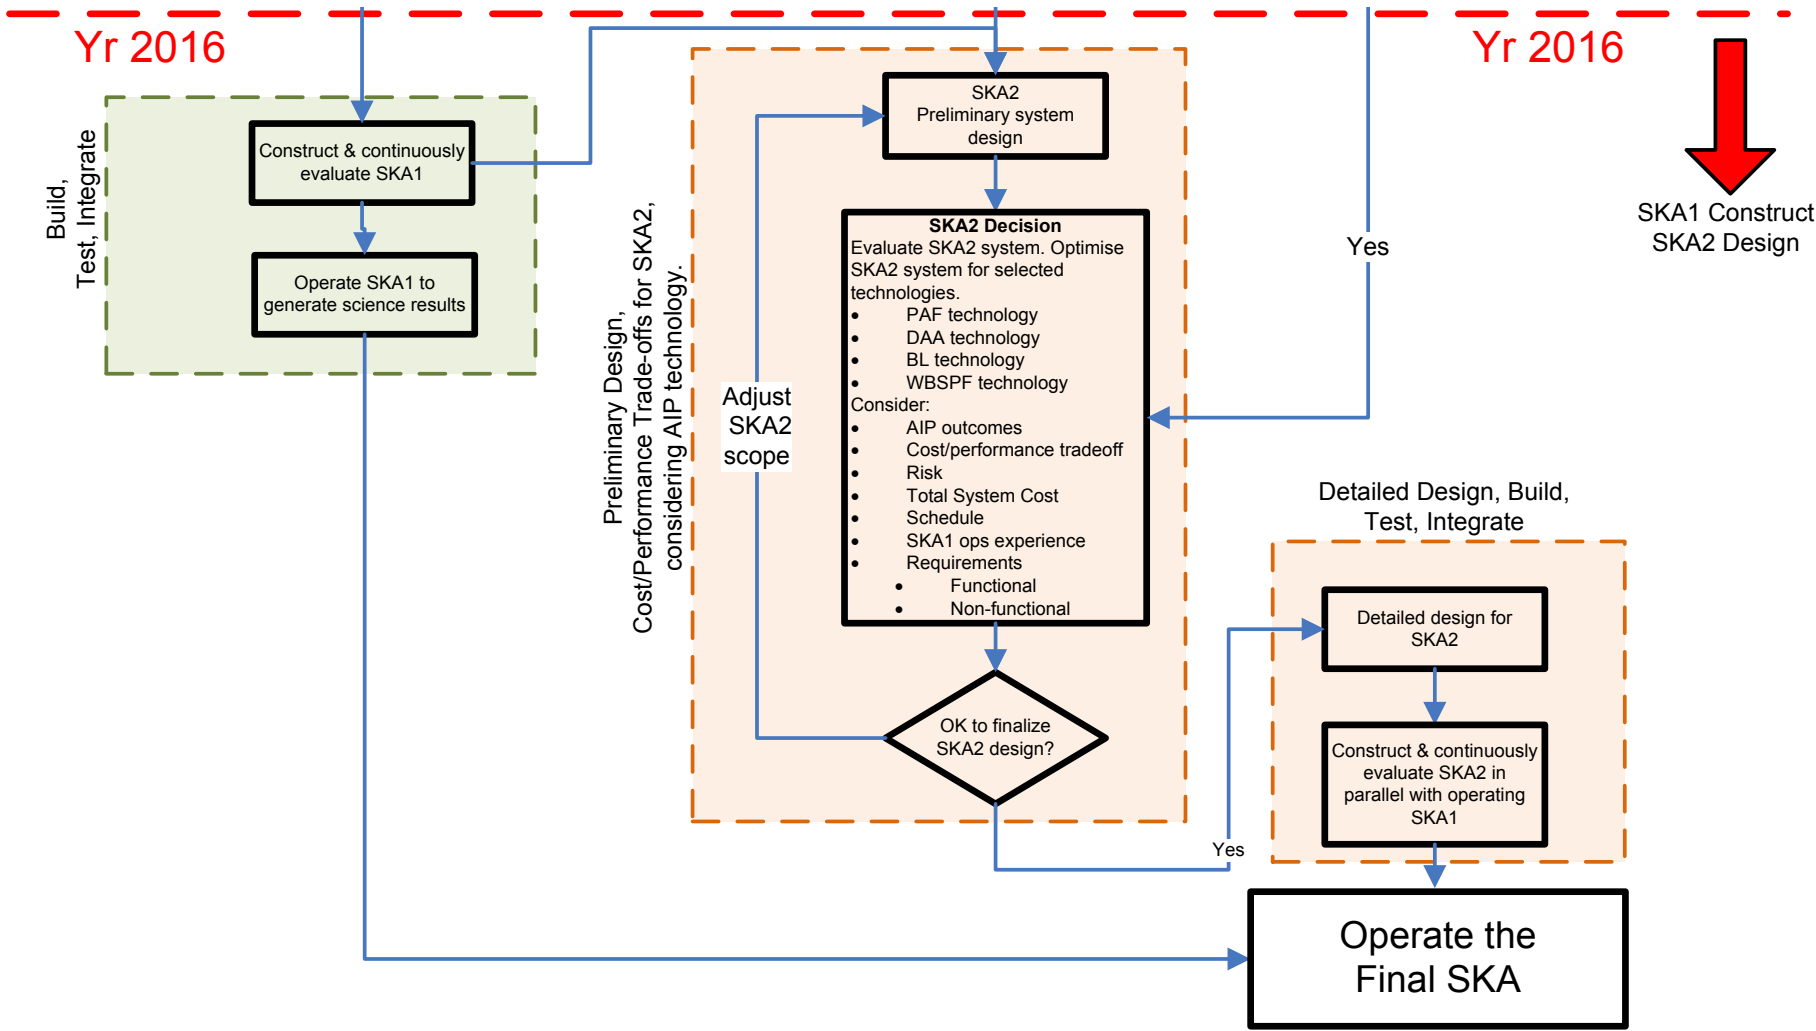 Yr 2016
Yr 2016
Build,
Test, Integrate
Construct & continuously
evaluate SKA1
Operate SKA1 to
generate science results
Preliminary Design,
Cost/Performance Trade-offs for SKA2,
considering AIP technology.
SKA2
Preliminary system
design
SKA2 Decision
Evaluate SKA2 system. Optimise
SKA2 system for selected
technologies.
• PAF technology
• DAA technology
• BL technology
• WBSPF technology
Consider:
• AIP outcomes
• Cost/performance tradeoff
• Risk
• Total System Cost
• Schedule
• SKA1 ops experience
• Requirements
• Functional
• Non-functional
Adjust
SKA2
scope
OK to finalize
SKA2 design?
Yes
Yes
SKA1 Construct
SKA2 Design
Detailed Design, Build,
Test, Integrate
Detailed design for
SKA2
Construct & continuously
evaluate SKA2 in
parallel with operating
SKA1
Operate the
Final SKA